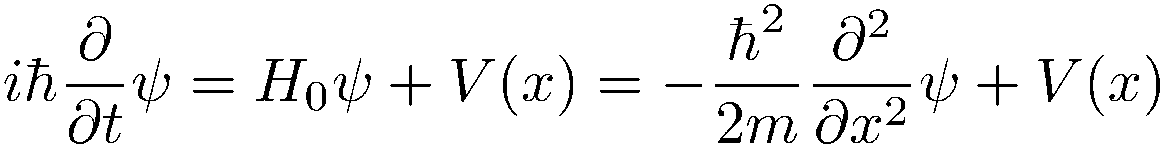 iħ ∂/∂t ψ = H₀ψ + V(x) = −ħ²/2m ∂²/∂x² ψ + V(x)